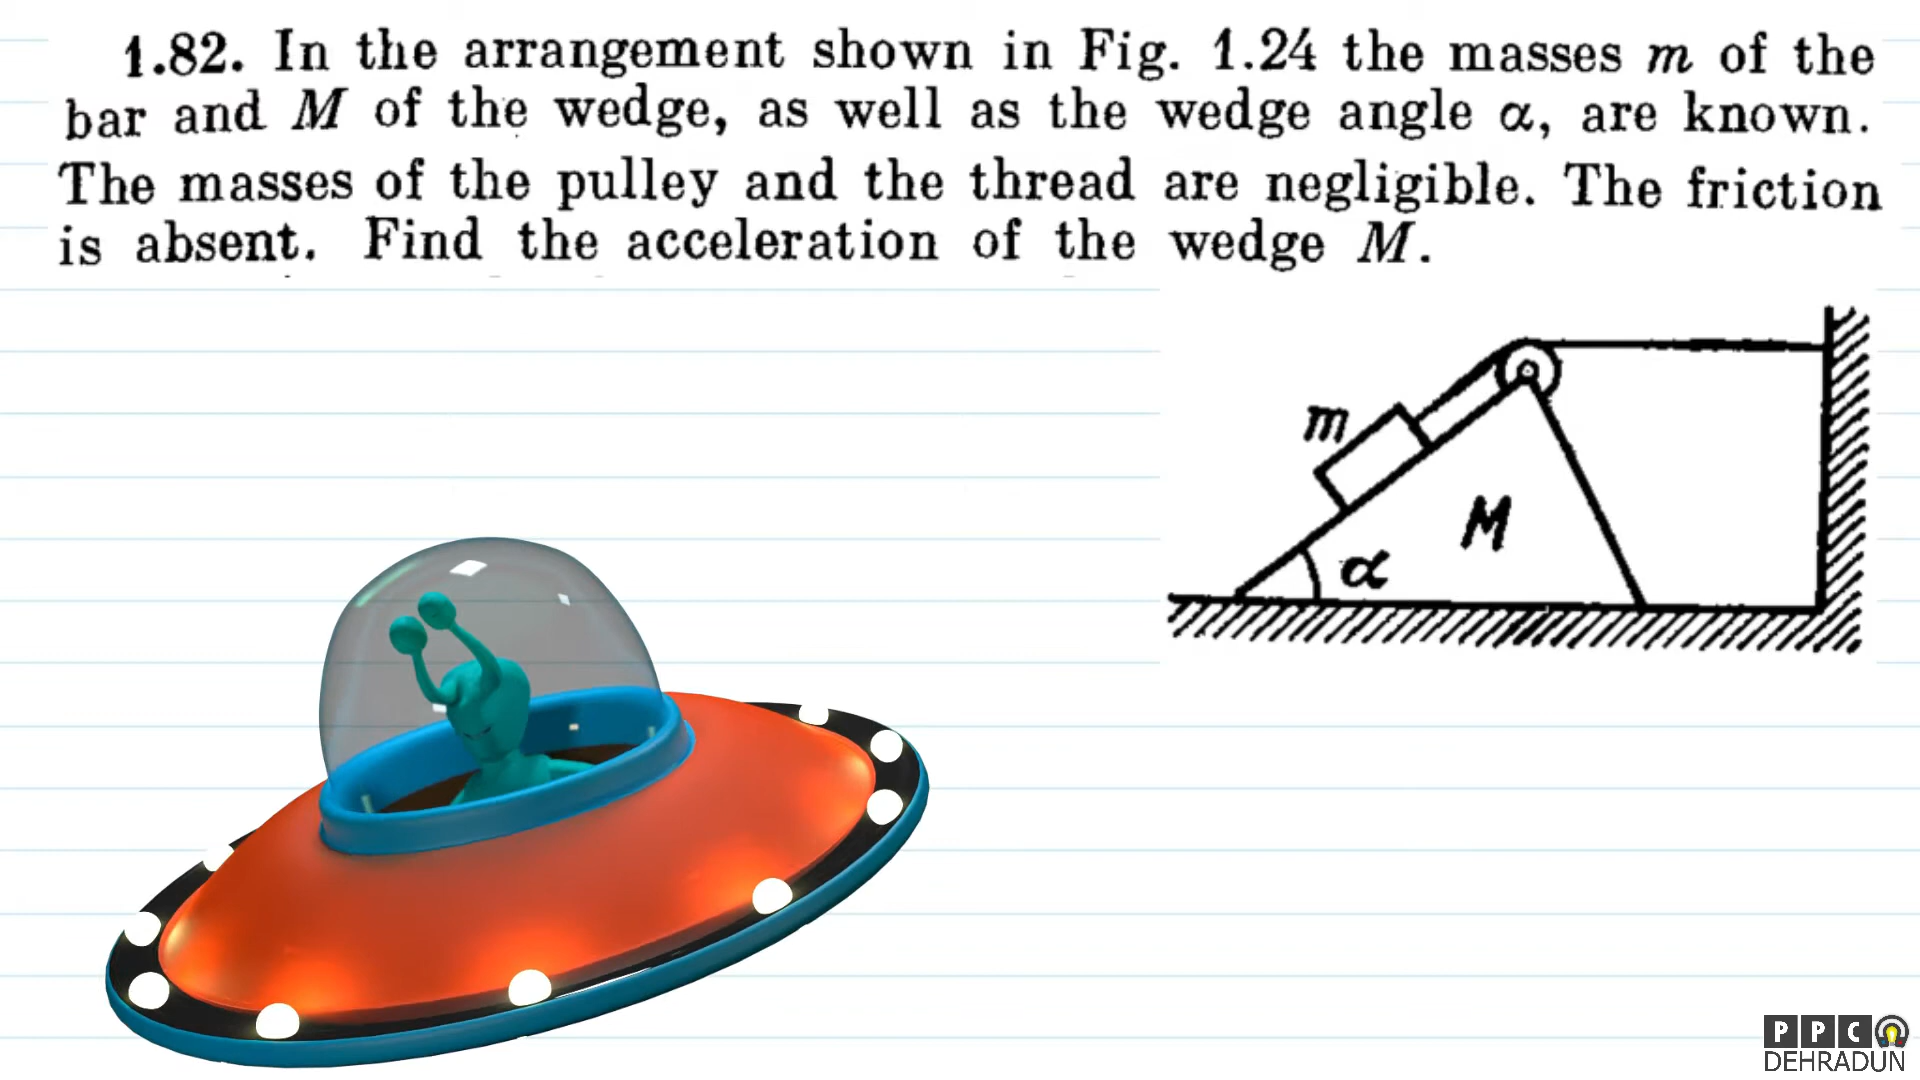 1.82. In the arrangement shown in Fig. 1.24 the masses m of the
bar and M of the wedge, as well as the wedge angle α, are known.
The masses of the pulley and the thread are negligible. The friction
is absent. Find the acceleration of the wedge M.
m
M
α
PPC
DEHRADUN